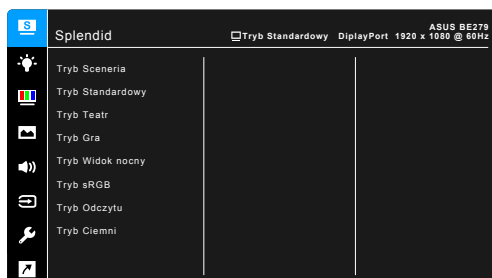 S
Splendid
Tryb Standardowy DiplayPort 1920 x 1080 @ 60Hz
ASUS BE279
Tryb Sceneria
Tryb Standardowy
Tryb Teatr
Tryb Gra
Tryb Widok nocny
Tryb sRGB
Tryb Odczytu
Tryb Ciemni